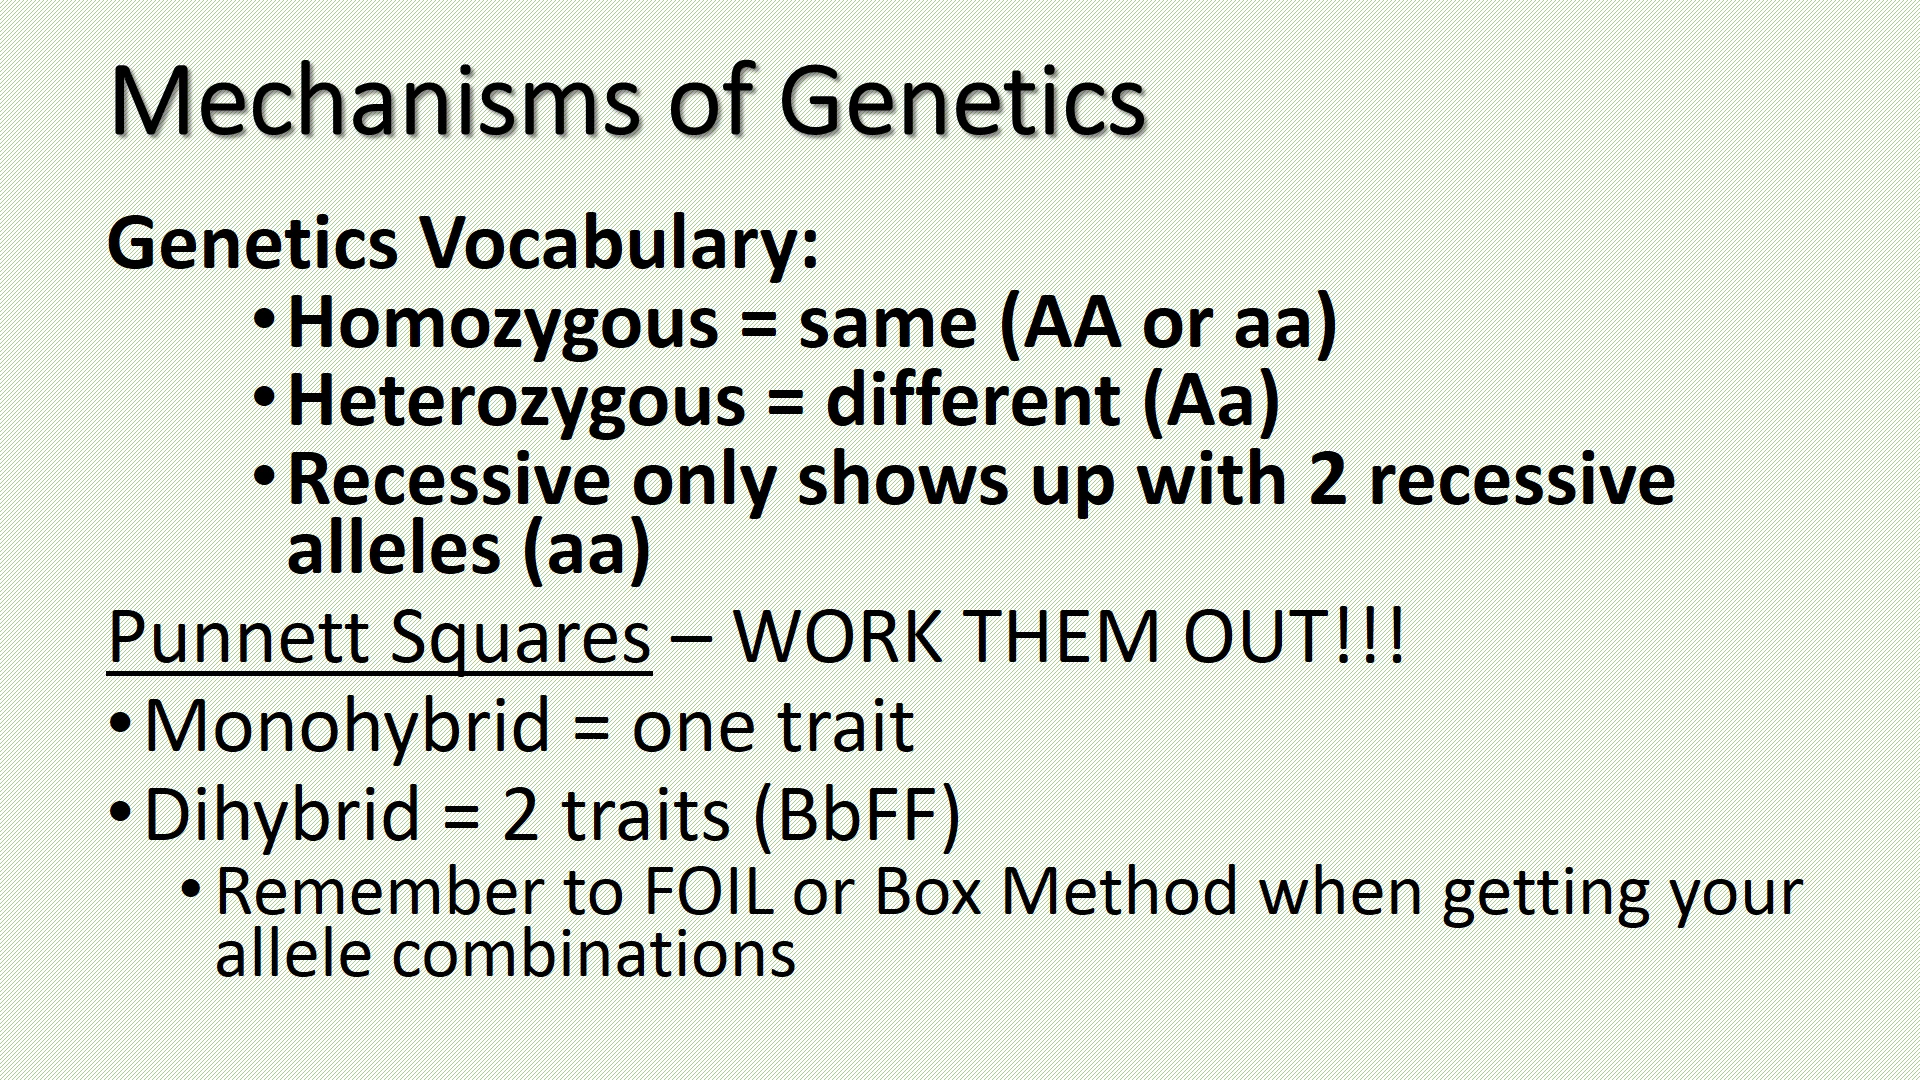 Mechanisms of Genetics
Genetics Vocabulary:
•Homozygous = same (AA or aa)
•Heterozygous = different (Aa)
•Recessive only shows up with 2 recessive
alleles (aa)
Punnett Squares – WORK THEM OUT!!!
•Monohybrid = one trait
•Dihybrid = 2 traits (BbFF)
•Remember to FOIL or Box Method when getting your
allele combinations